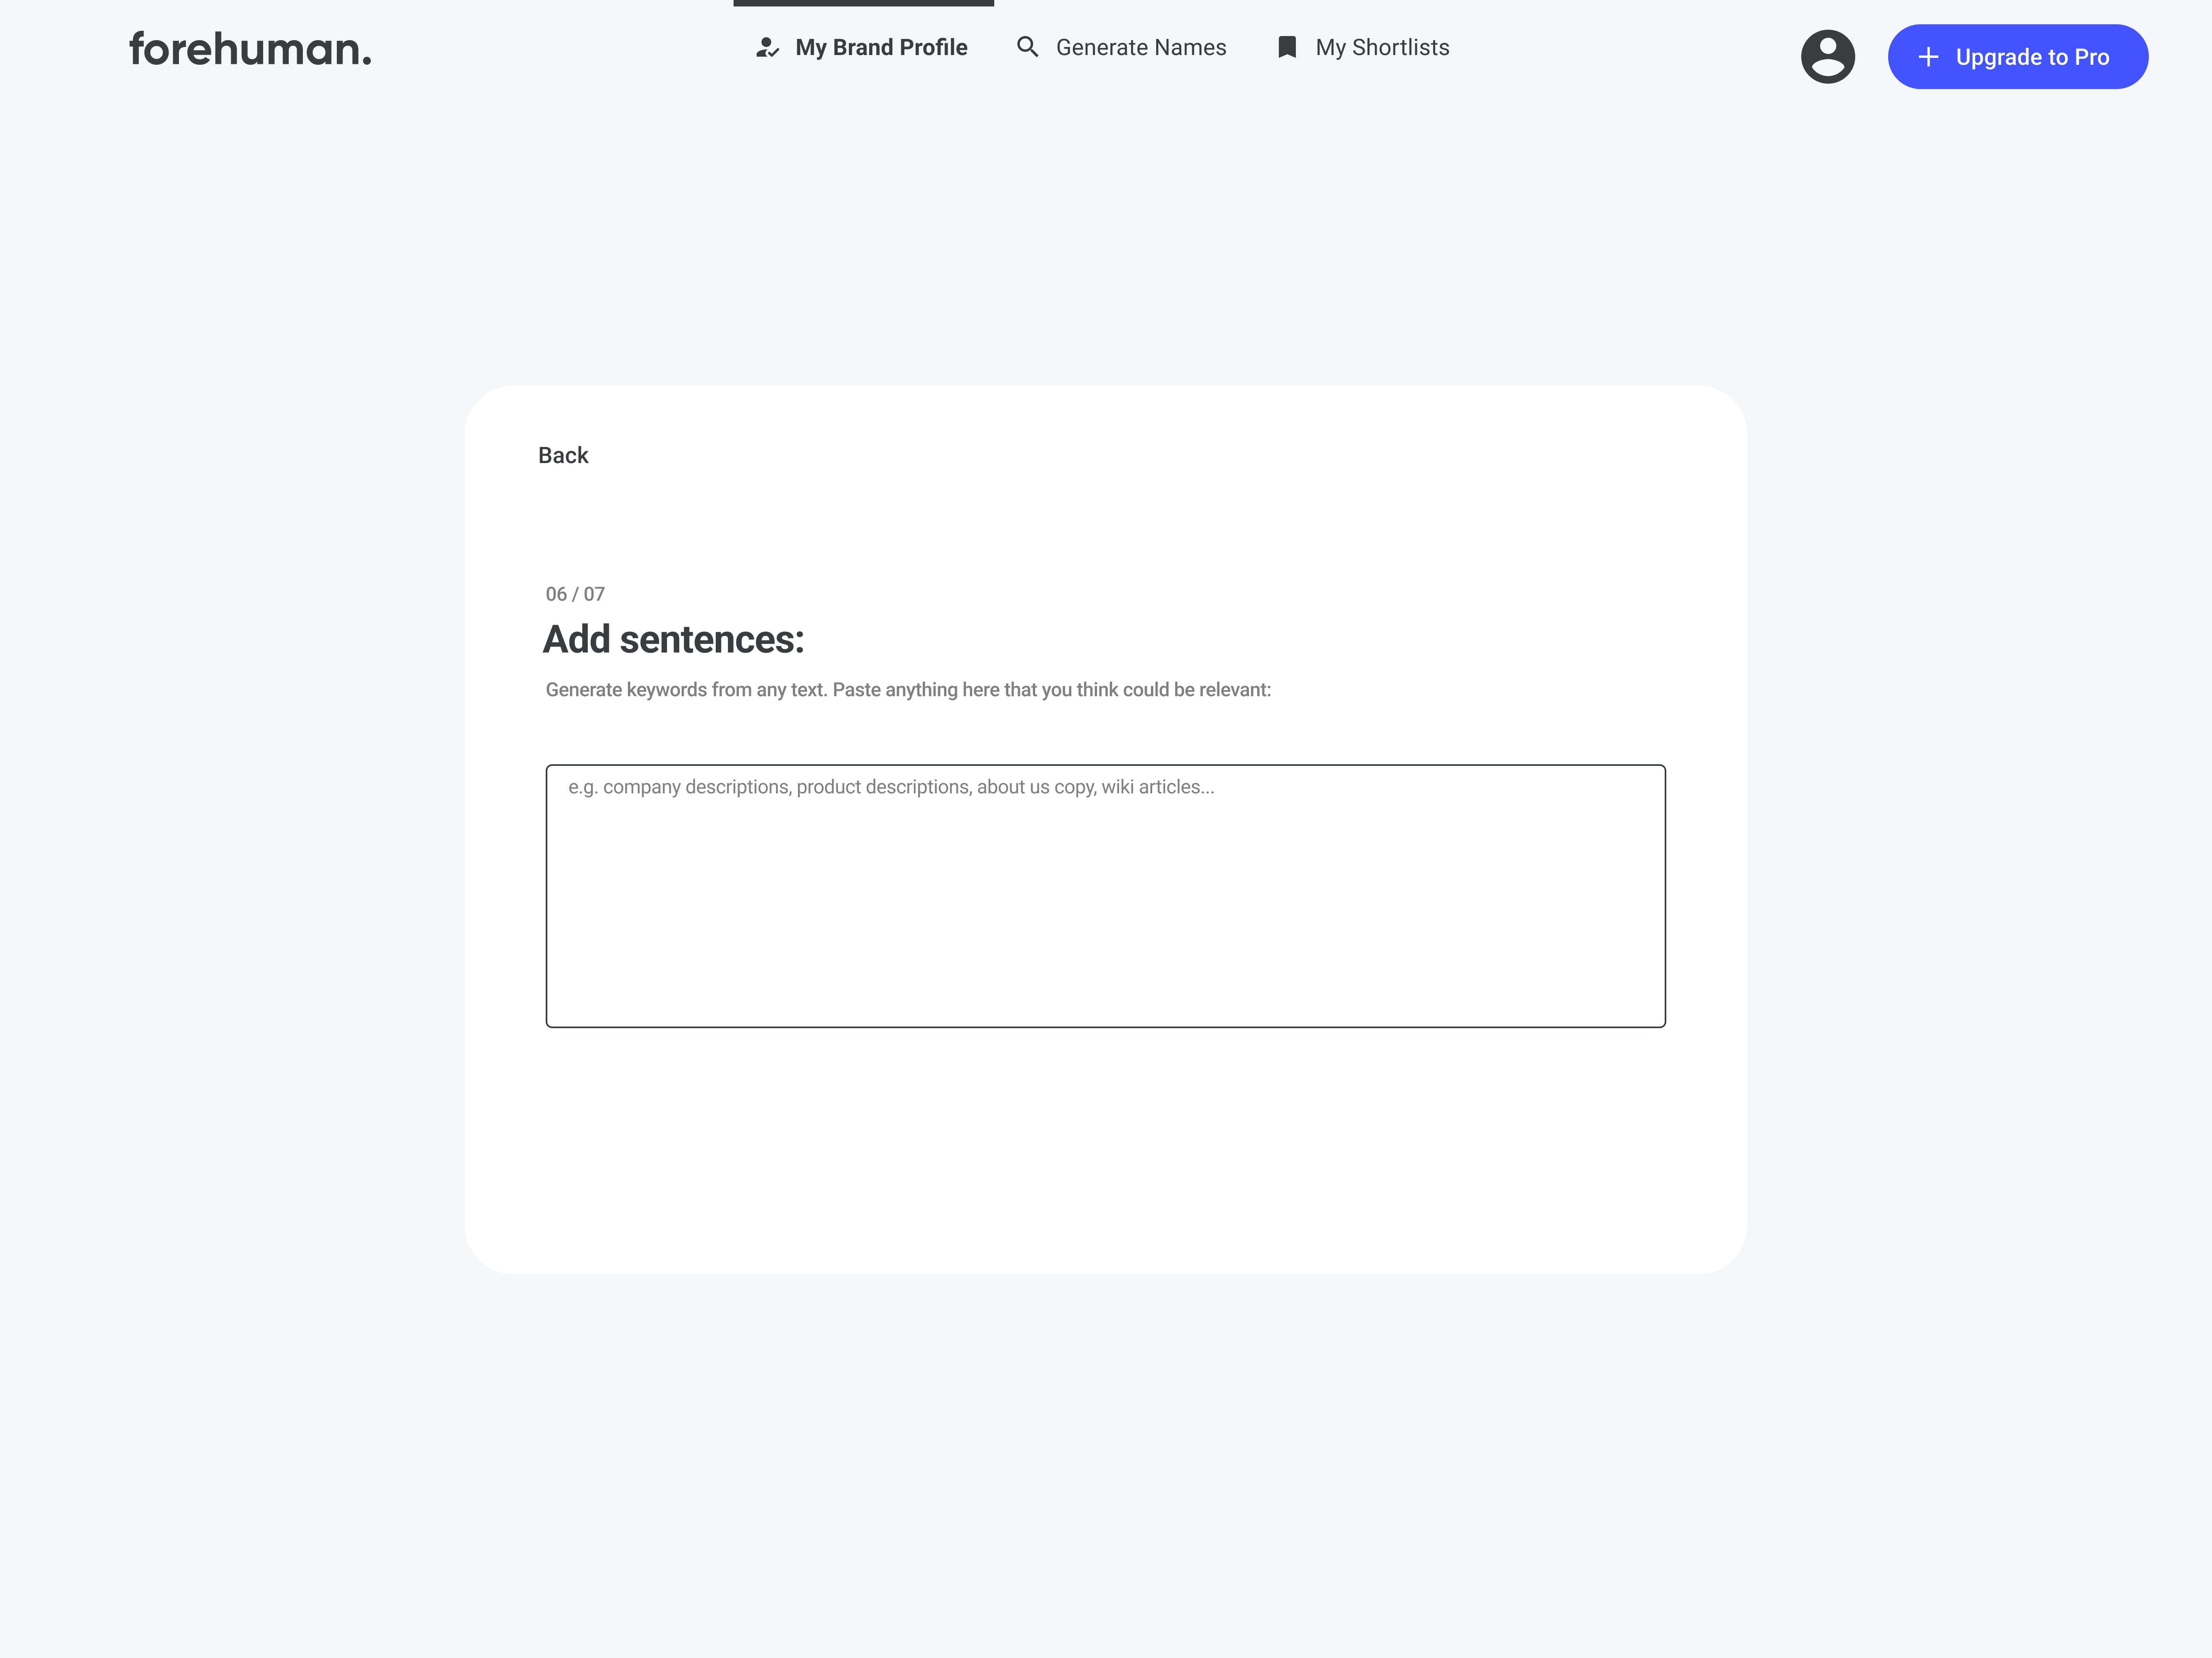 forehuman.
My Brand Profile
Generate Names
My Shortlists
Upgrade to Pro
Back
06 / 07
Add sentences:
Generate keywords from any text. Paste anything here that you think could be relevant:
e.g. company descriptions, product descriptions, about us copy, wiki articles...